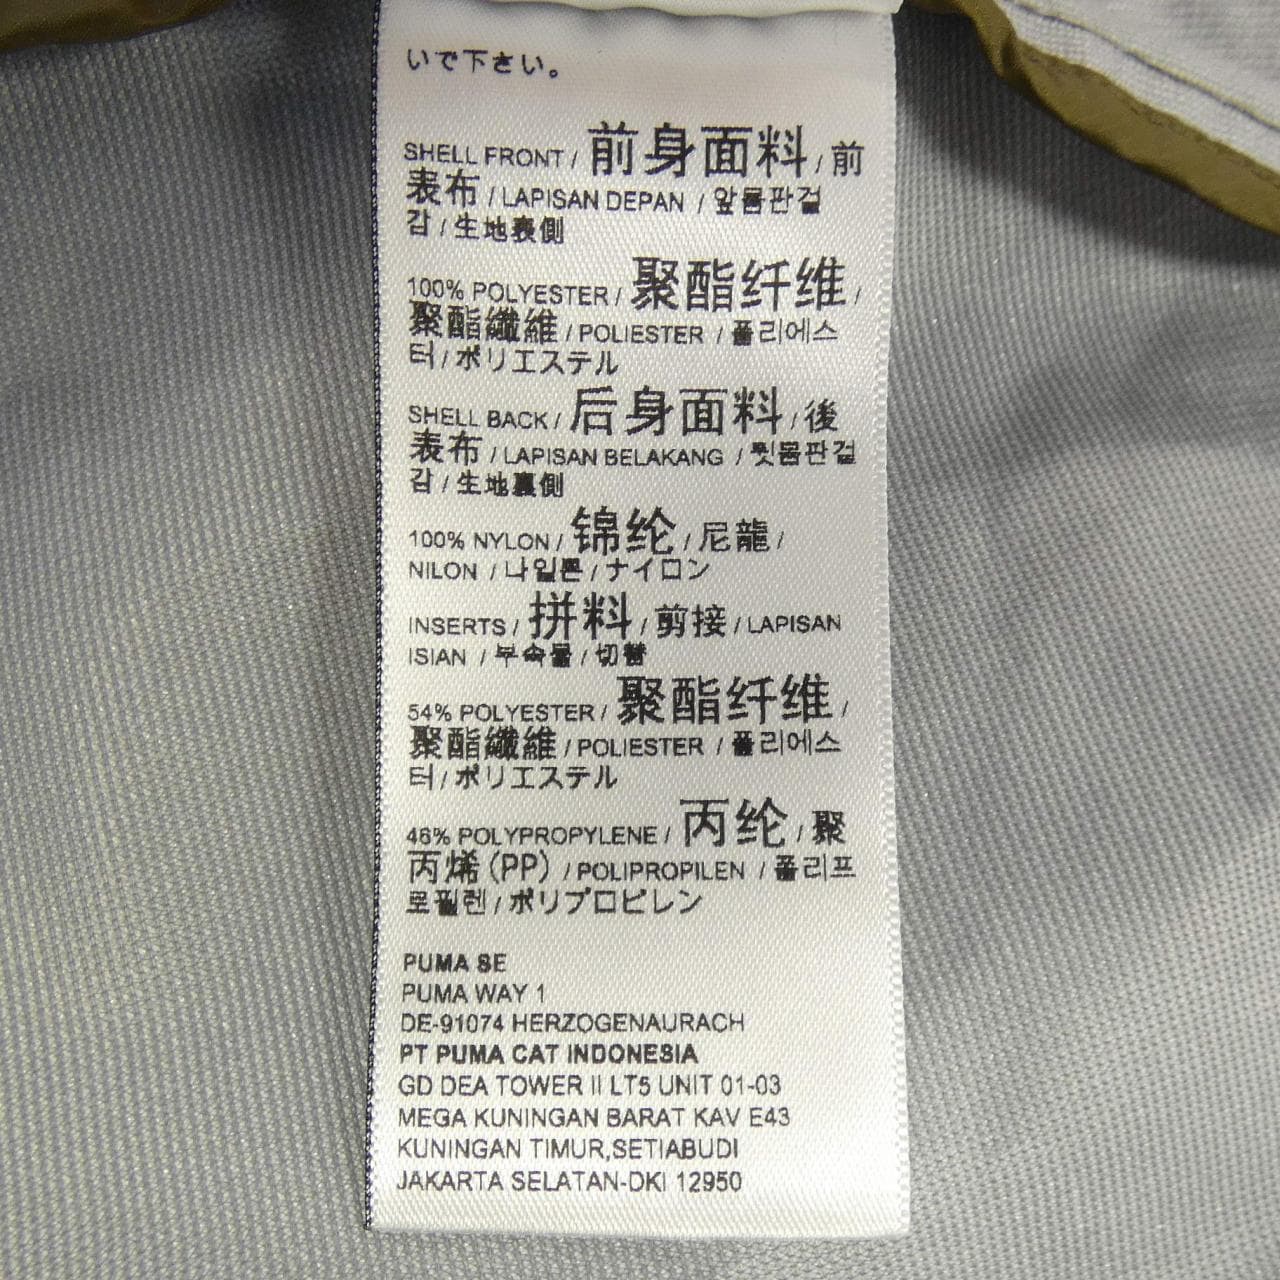 いで下さい。
SHELL FRONT / 前身面料 / 前
表布 / LAPISAN DEPAN / 앞몸판겉
감 / 生地表側
100% POLYESTER / 聚酯纤维 /
聚酯纖維 / POLIESTER / 폴리에스
터 / ポリエステル
SHELL BACK / 后身面料 / 後
表布 / LAPISAN BELAKANG / 뒷몸판겉
감 / 生地裏側
100% NYLON / 锦纶 / 尼龍 /
NILON / 나일론 / ナイロン
INSERTS / 拼料 / 剪接 / LAPISAN
ISIAN / 부속물 / 切替
54% POLYESTER / 聚酯纤维 /
聚酯纖維 / POLIESTER / 폴리에스
터 / ポリエステル
46% POLYPROPYLENE / 丙纶 / 聚
丙烯(PP) / POLIPROPILEN / 폴리프
로필렌 / ポリプロピレン
PUMA SE
PUMA WAY 1
DE-91074 HERZOGENAURACH
PT PUMA CAT INDONESIA
GD DEA TOWER II LT5 UNIT 01-03
MEGA KUNINGAN BARAT KAV E43
KUNINGAN TIMUR,SETIABUDI
JAKARTA SELATAN-DKI 12950